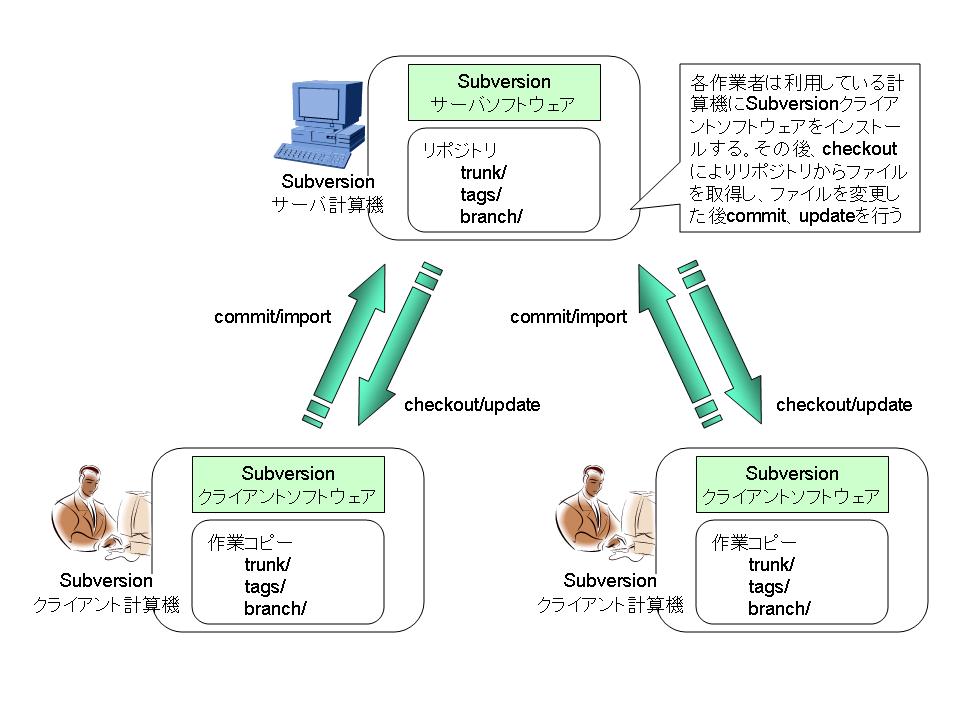 Subversion
サーバソフトウェア
リポジトリ
trunk/
tags/
branch/
Subversion
サーバ計算機
各作業者は利用している計
算機にSubversionクライア
ントソフトウェアをインストー
ルする。その後、checkout
によりリポジトリからファイル
を取得し、ファイルを変更し
た後commit、updateを行う
commit/import
checkout/update
commit/import
checkout/update
Subversion
クライアントソフトウェア
作業コピー
trunk/
tags/
branch/
Subversion
クライアント計算機
Subversion
クライアントソフトウェア
作業コピー
trunk/
tags/
branch/
Subversion
クライアント計算機